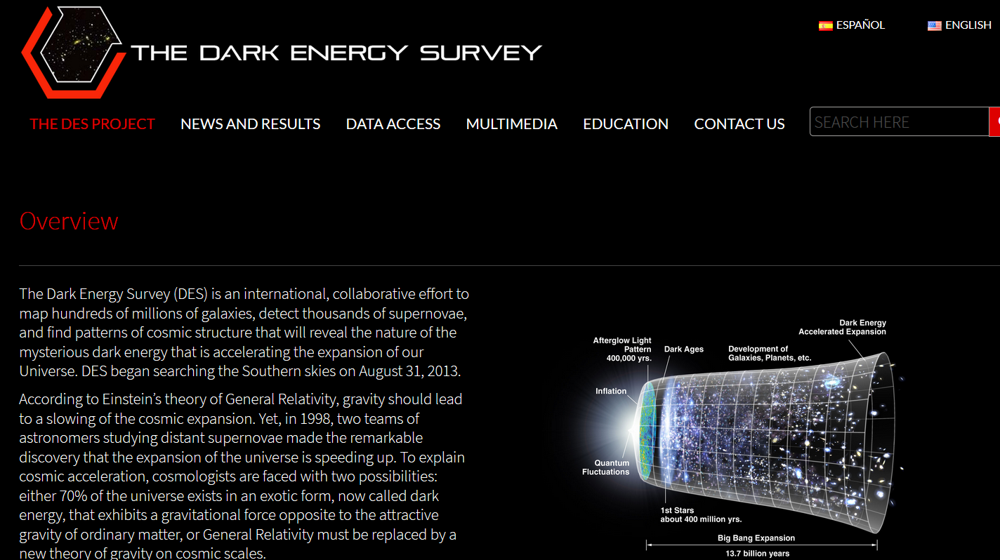 THE DARK ENERGY SURVEY
ESPAÑOL
ENGLISH
THE DES PROJECT
NEWS AND RESULTS
DATA ACCESS
MULTIMEDIA
EDUCATION
CONTACT US
SEARCH HERE
Overview
The Dark Energy Survey (DES) is an international, collaborative effort to
map hundreds of millions of galaxies, detect thousands of supernovae,
and find patterns of cosmic structure that will reveal the nature of the
mysterious dark energy that is accelerating the expansion of our
Universe. DES began searching the Southern skies on August 31, 2013.
According to Einstein’s theory of General Relativity, gravity should lead
to a slowing of the cosmic expansion. Yet, in 1998, two teams of
astronomers studying distant supernovae made the remarkable
discovery that the expansion of the universe is speeding up. To explain
cosmic acceleration, cosmologists are faced with two possibilities:
either 70% of the universe exists in an exotic form, now called dark
energy, that exhibits a gravitational force opposite to the attractive
gravity of ordinary matter, or General Relativity must be replaced by a
new theory of gravity on cosmic scales.
Dark Energy
Accelerated Expansion
Afterglow Light
Pattern
400,000 yrs.
Dark Ages
Development of
Galaxies, Planets, etc.
Inflation
Quantum
Fluctuations
1st Stars
about 400 million yrs.
Big Bang Expansion
13.7 billion years